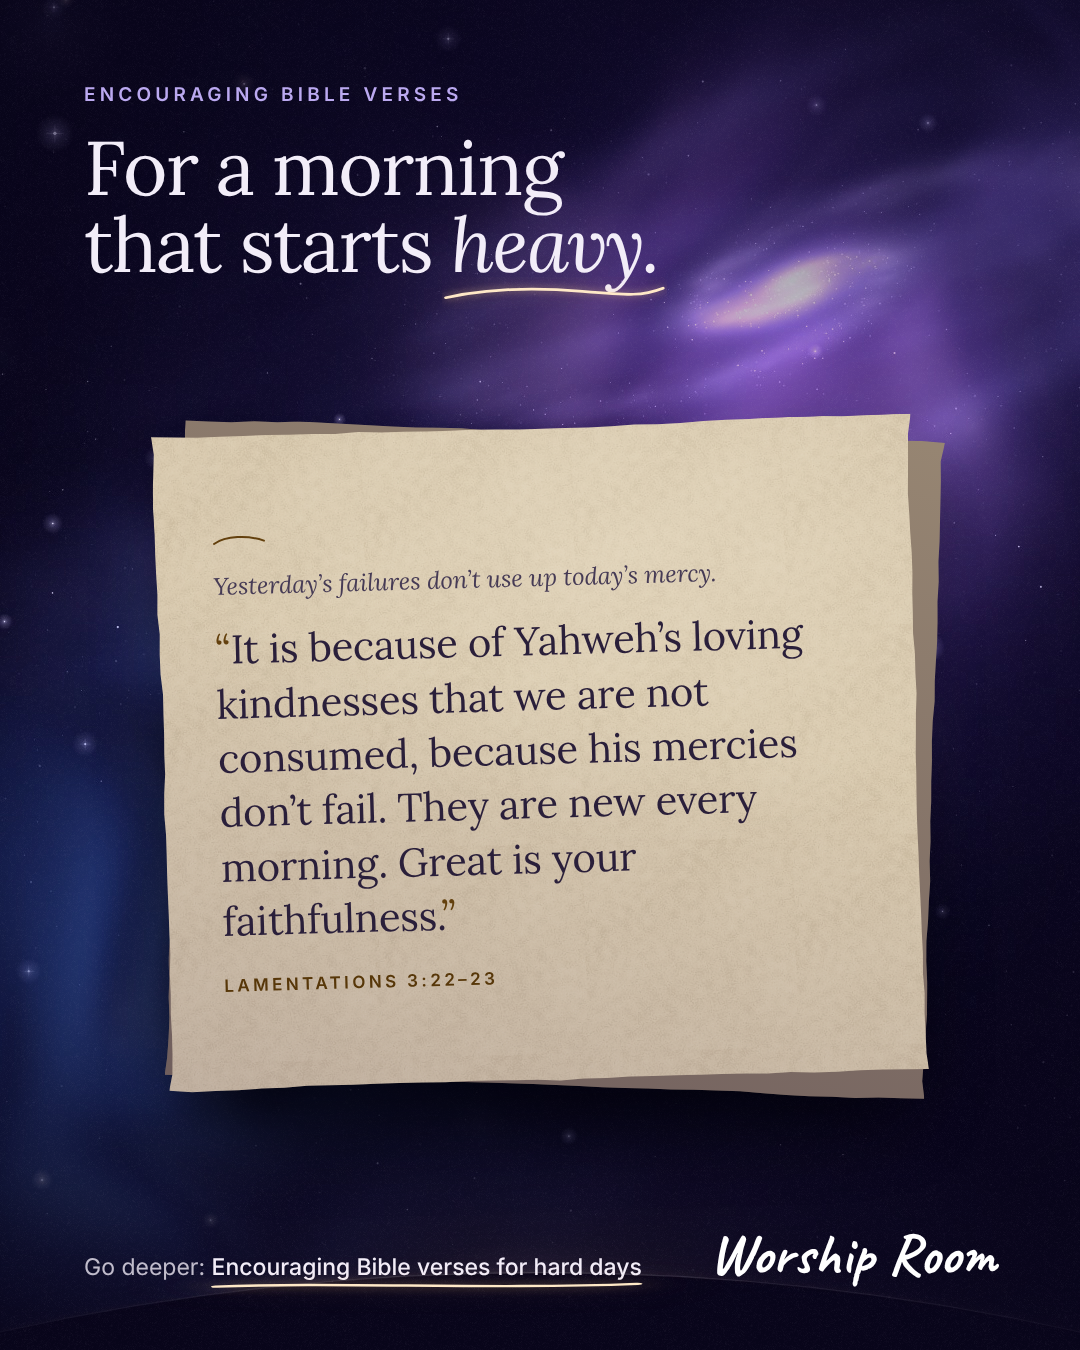 ENCOURAGING BIBLE VERSES
For a morning
that starts heavy.
Yesterday’s failures don’t use up today’s mercy.
“It is because of Yahweh’s loving
kindnesses that we are not
consumed, because his mercies
don’t fail. They are new every
morning. Great is your
faithfulness.”
LAMENTATIONS 3:22–23
Go deeper: Encouraging Bible verses for hard days
Worship Room